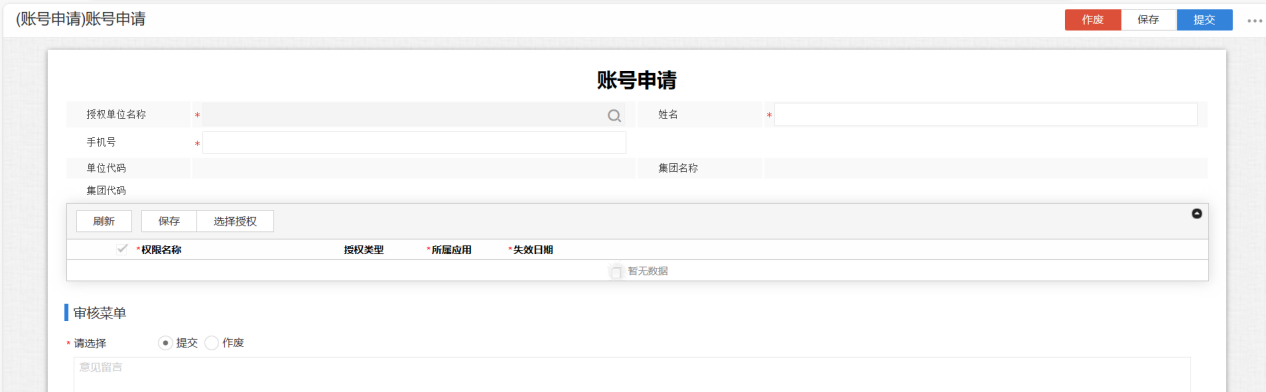 (账号申请)账号申请 作废 保存 提交
账号申请
授权单位名称 * 姓名 *
手机号 *
单位代码 集团名称
集团代码
刷新 保存 选择授权
*权限名称 授权类型 *所属应用 *失效日期
暂无数据
审核菜单
* 请选择 提交 作废
意见留言